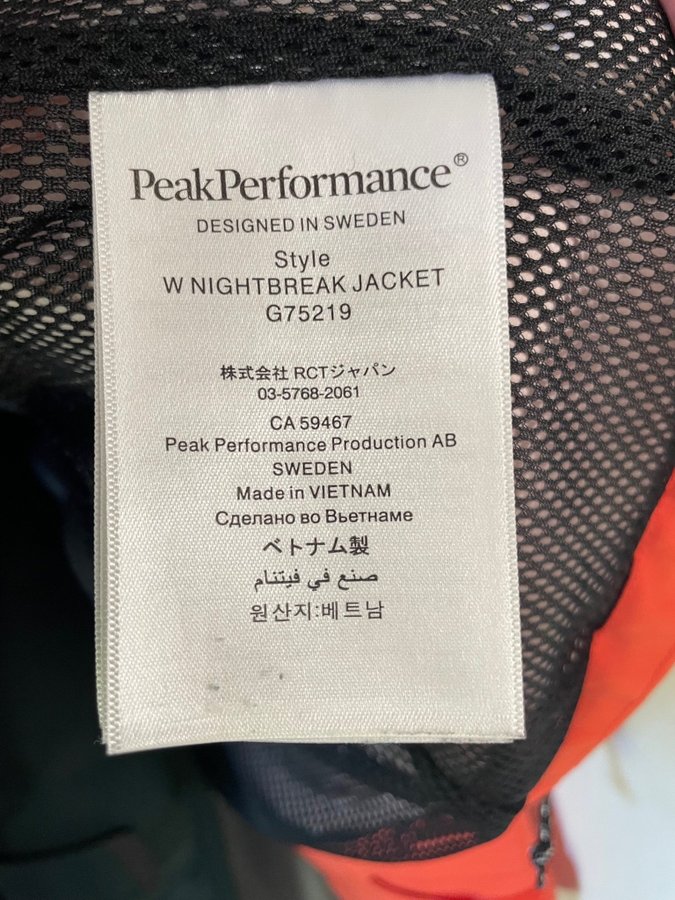 PeakPerformance®
DESIGNED IN SWEDEN
Style
W NIGHTBREAK JACKET
G75219
株式会社 RCTジャパン
03-5768-2061
CA 59467
Peak Performance Production AB
SWEDEN
Made in VIETNAM
Сделано во Вьетнаме
ベトナム製
صنع في فيتنام
원산지:베트남